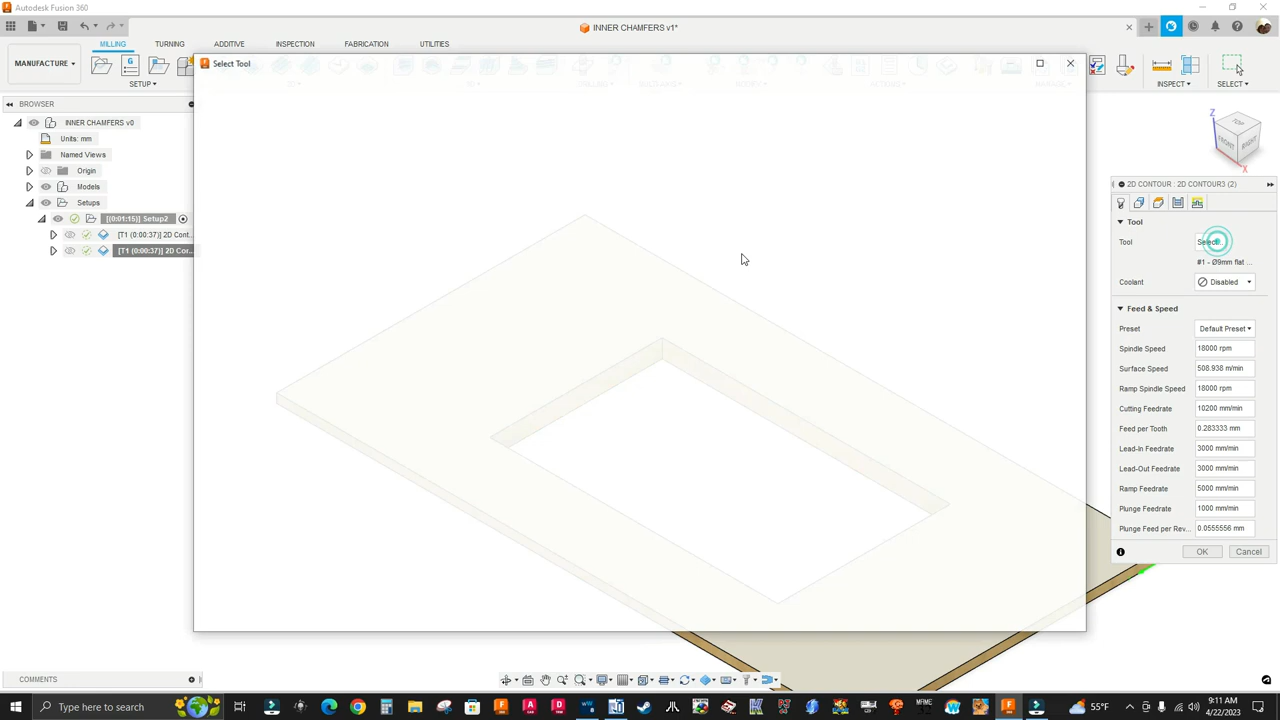 Autodesk Fusion 360
INNER CHAMFERS v1*
MILLING TURNING ADDITIVE INSPECTION FABRICATION UTILITIES
MANUFACTURE
SETUP
INSPECT
SELECT
Select Tool
BROWSER
INNER CHAMFERS v0
Units: mm
Named Views
Origin
Models
Setups
[(0:01:15)] Setup2
[T1 (0:00:37)] 2D Cont...
[T1 (0:00:37)] 2D Cor...
TOP
FRONT
RIGHT
Z
X
2D CONTOUR : 2D CONTOUR3 (2)
Tool
Tool Select...
#1 - Ø9mm flat ...
Coolant Disabled
Feed & Speed
Preset Default Preset
Spindle Speed 18000 rpm
Surface Speed 508.938 m/min
Ramp Spindle Speed 18000 rpm
Cutting Feedrate 10200 mm/min
Feed per Tooth 0.283333 mm
Lead-In Feedrate 3000 mm/min
Lead-Out Feedrate 3000 mm/min
Ramp Feedrate 5000 mm/min
Plunge Feedrate 1000 mm/min
Plunge Feed per Rev... 0.0555556 mm
OK Cancel
COMMENTS
Type here to search
55°F
9:11 AM
4/22/2023